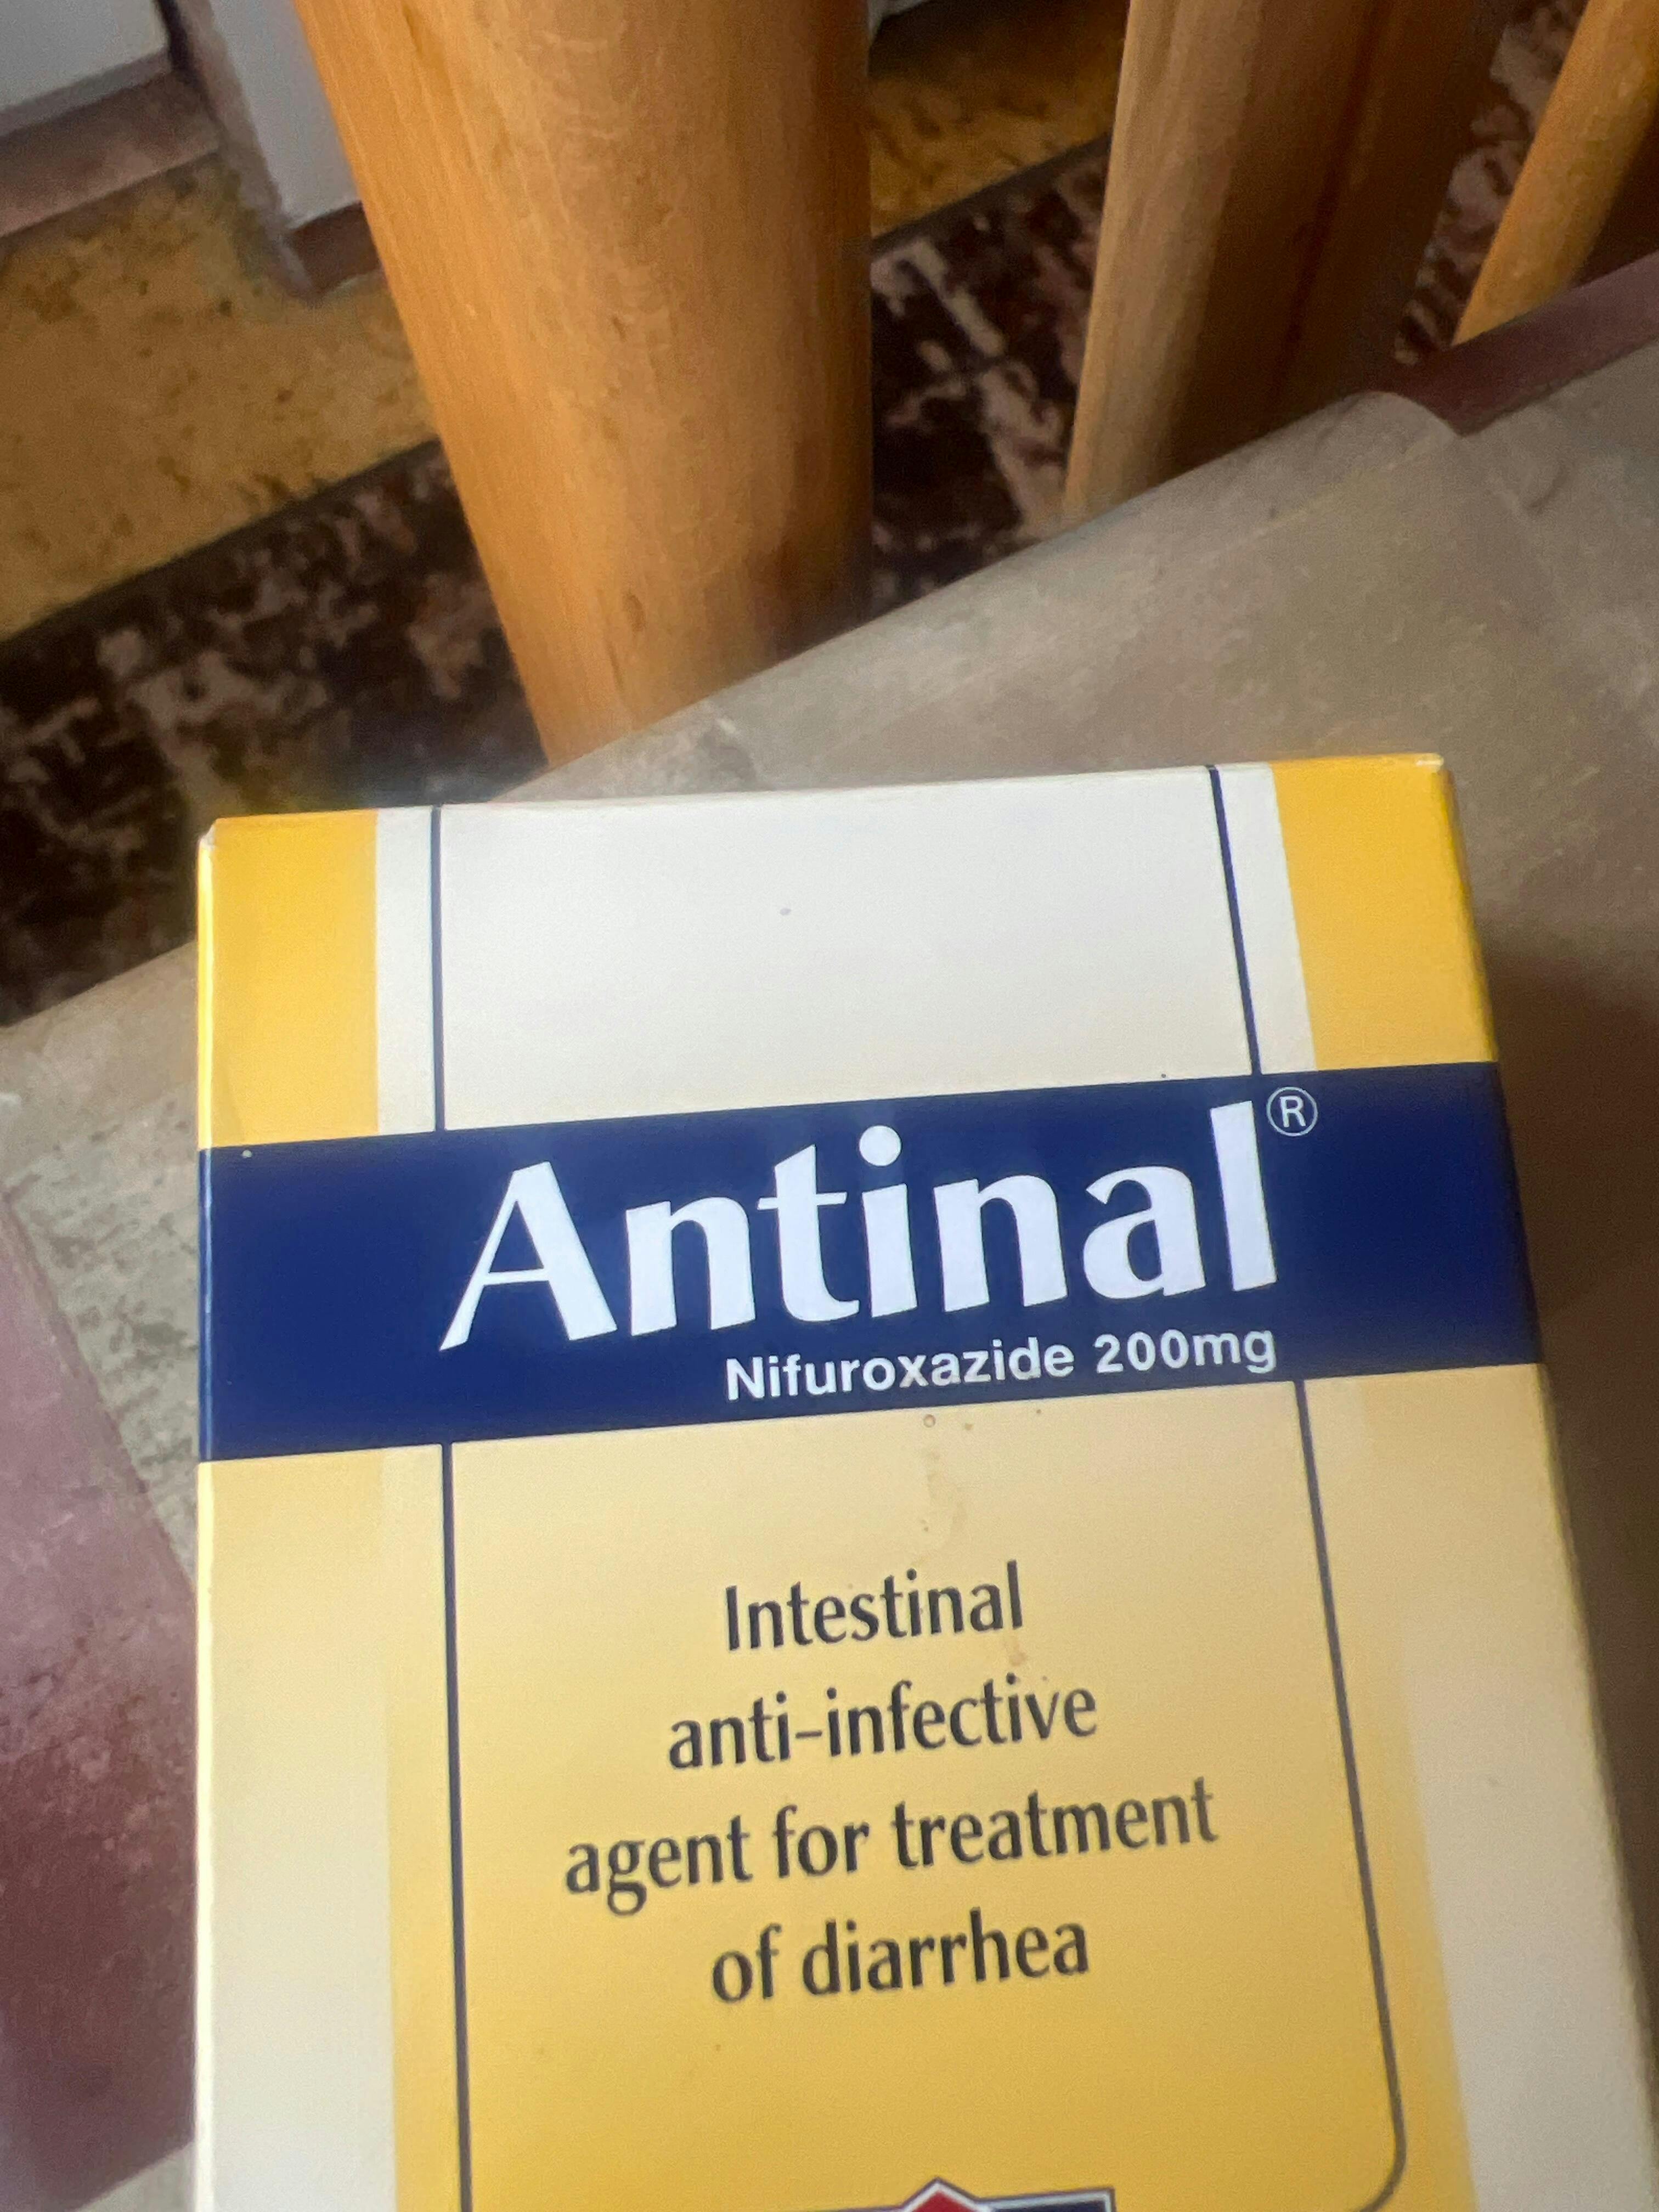 Antinal®
Nifuroxazide 200mg
Intestinal
anti-infective
agent for treatment
of diarrhea